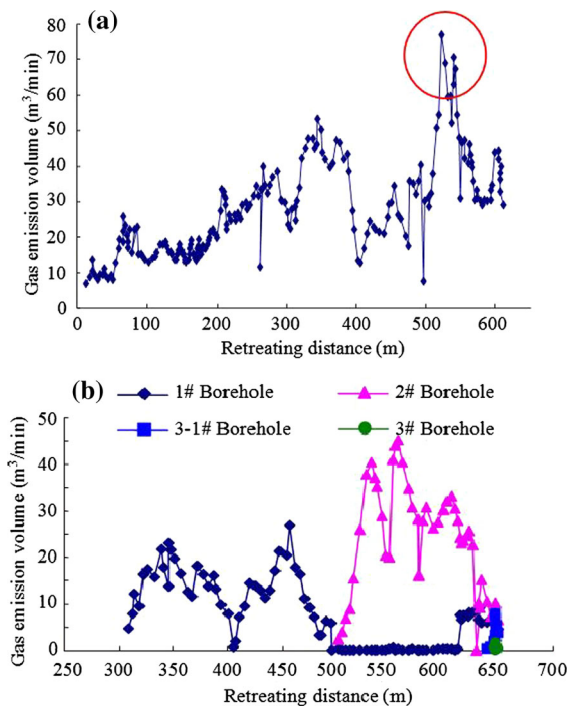 (a)
Gas emission volume (m³/min)
80
70
60
50
40
30
20
10
0
0 100 200 300 400 500 600
Retreating distance (m)
(b)
1# Borehole 2# Borehole
3-1# Borehole 3# Borehole
Gas emission volume (m³/min)
50
40
30
20
10
0
250 300 350 400 450 500 550 600 650 700
Retreating distance (m)